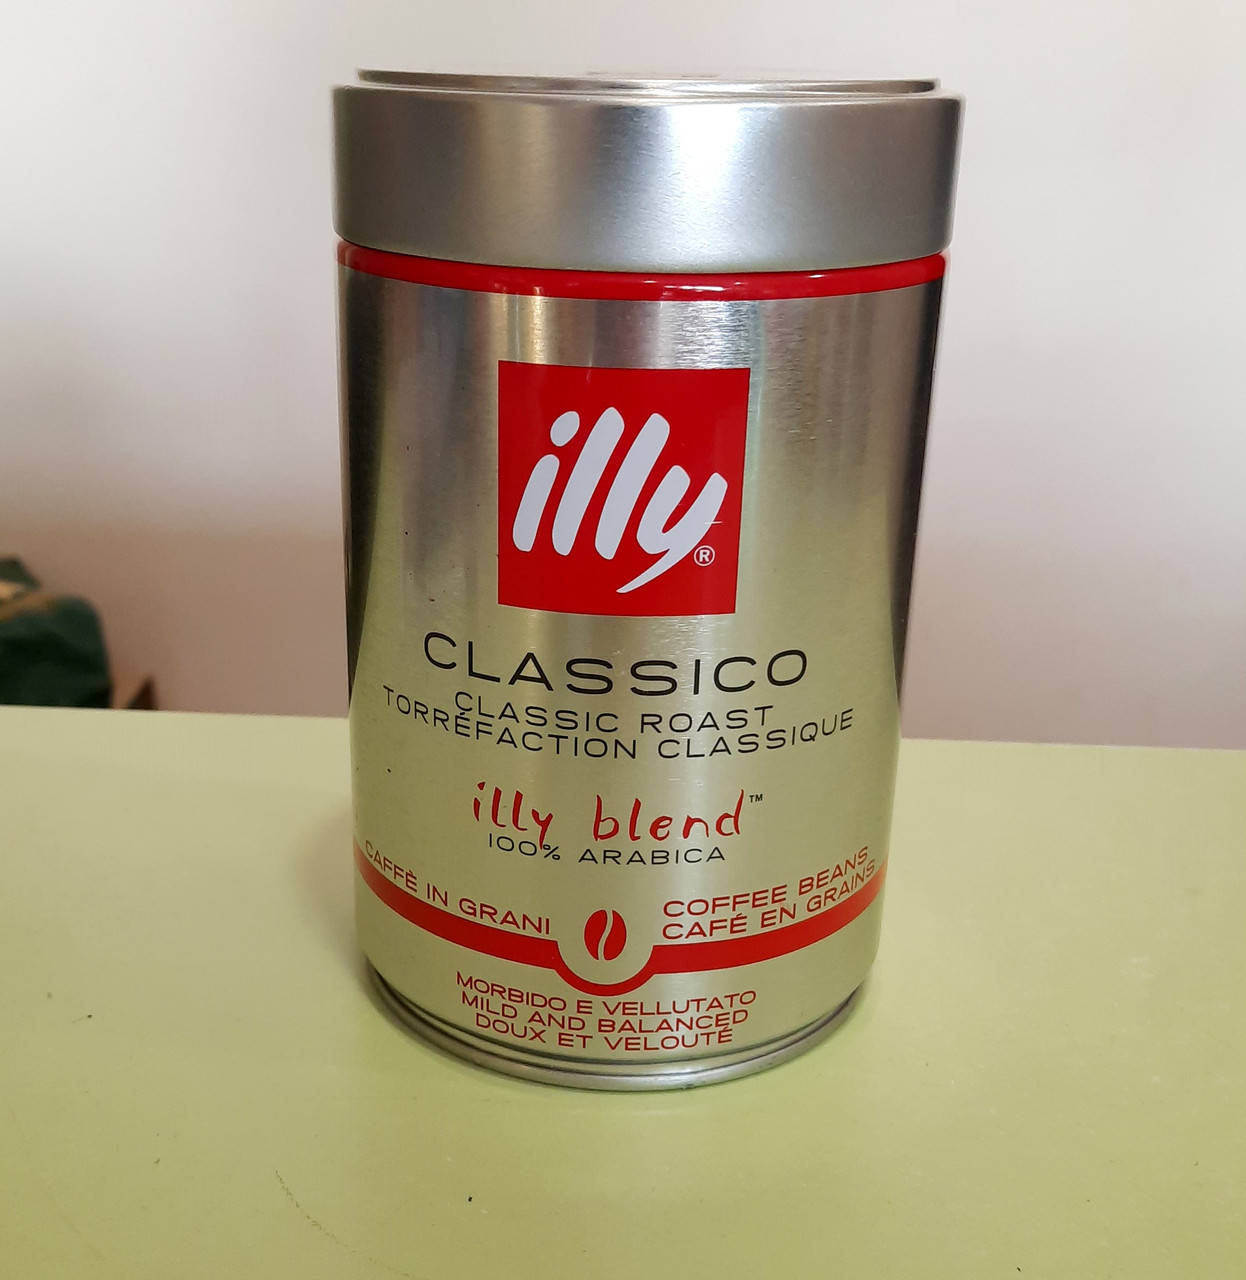 illy®
CLASSICO
CLASSIC ROAST
TORRÉFACTION CLASSIQUE
illy blend™
100% ARABICA
CAFFÈ IN GRANI
COFFEE BEANS
CAFÉ EN GRAINS
MORBIDO E VELLUTATO
MILD AND BALANCED
DOUX ET VELOUTÉ